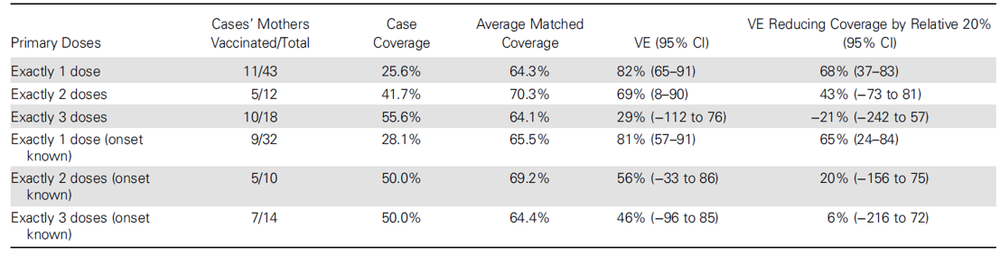 Primary Doses Cases' Mothers Vaccinated/Total Case Coverage Average Matched Coverage VE (95% CI) VE Reducing Coverage by Relative 20% (95% CI)
Exactly 1 dose 11/43 25.6% 64.3% 82% (65–91) 68% (37–83)
Exactly 2 doses 5/12 41.7% 70.3% 69% (8–90) 43% (−73 to 81)
Exactly 3 doses 10/18 55.6% 64.1% 29% (−112 to 76) −21% (−242 to 57)
Exactly 1 dose (onset known) 9/32 28.1% 65.5% 81% (57–91) 65% (24–84)
Exactly 2 doses (onset known) 5/10 50.0% 69.2% 56% (−33 to 86) 20% (−156 to 75)
Exactly 3 doses (onset known) 7/14 50.0% 64.4% 46% (−96 to 85) 6% (−216 to 72)